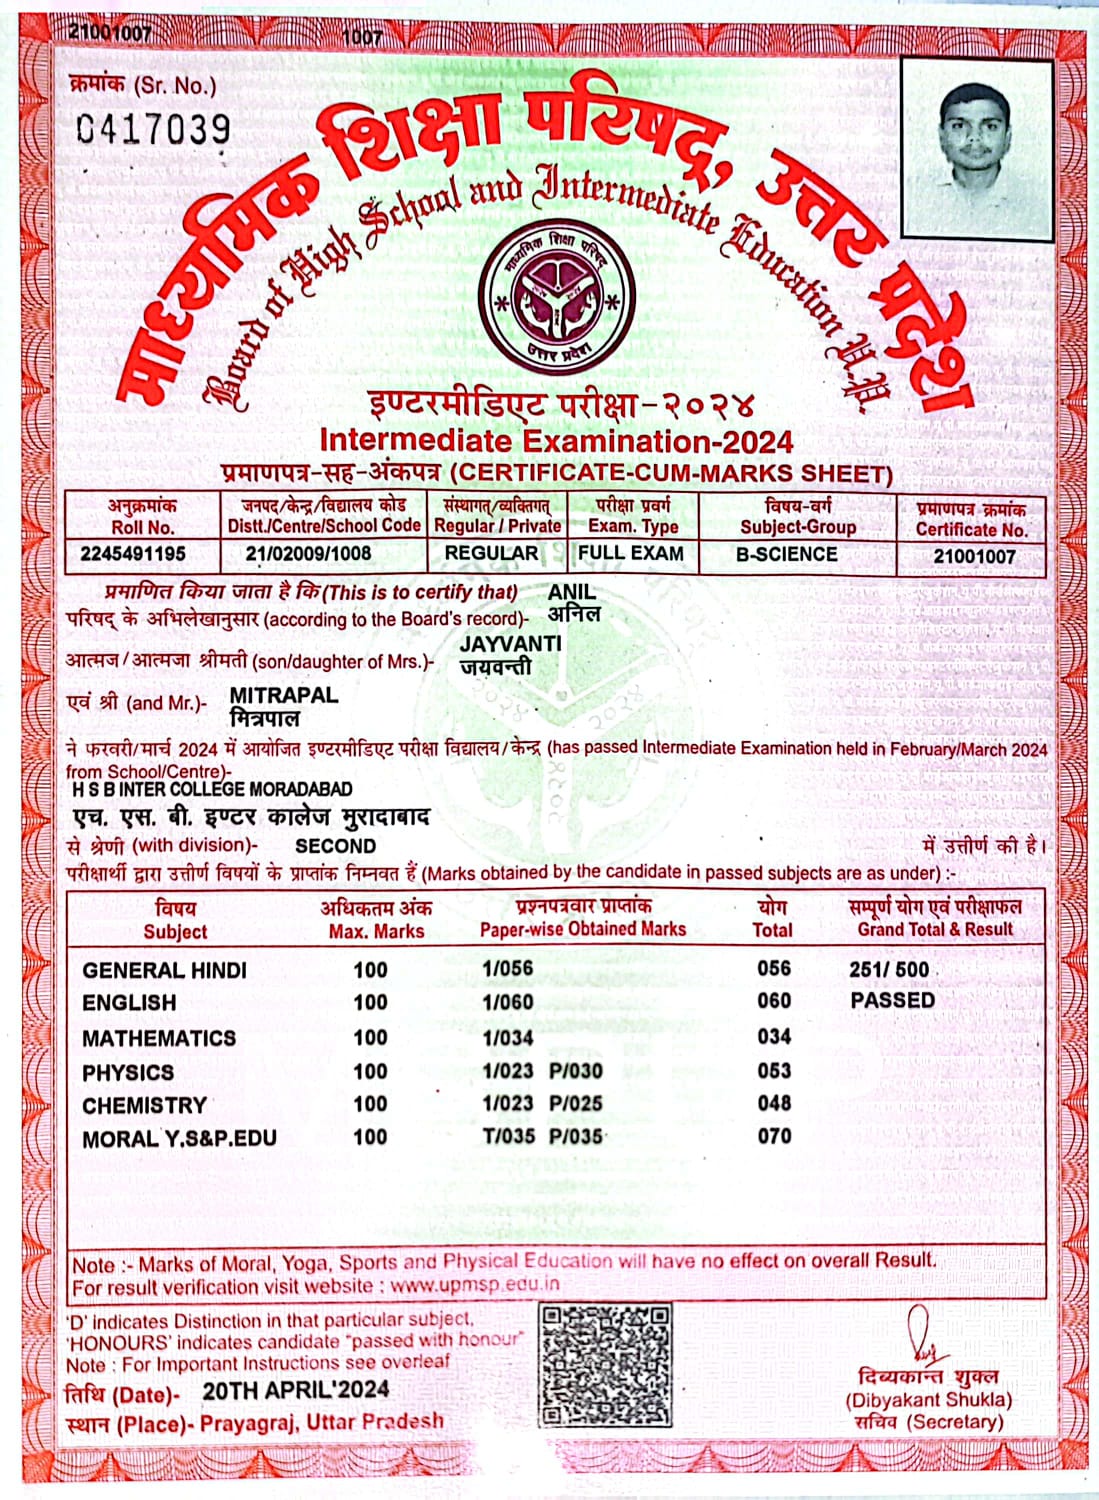 21001007 1007
क्रमांक (Sr. No.)
0417039
माध्यमिक शिक्षा परिषद्, उत्तर प्रदेश
Board of High School and Intermediate Education U.P.
माध्यमिक शिक्षा परिषद्
उत्तर प्रदेश
इण्टरमीडिएट परीक्षा-२०२४
Intermediate Examination-2024
प्रमाणपत्र-सह-अंकपत्र (CERTIFICATE-CUM-MARKS SHEET)
अनुक्रमांक जनपद/केन्द्र/विद्यालय कोड संस्थागत्/व्यक्तिगत् परीक्षा प्रवर्ग विषय-वर्ग प्रमाणपत्र क्रमांक
Roll No. Distt./Centre/School Code Regular / Private Exam. Type Subject-Group Certificate No.
2245491195 21/02009/1008 REGULAR FULL EXAM B-SCIENCE 21001007
प्रमाणित किया जाता है कि (This is to certify that) ANIL
परिषद् के अभिलेखानुसार (according to the Board's record)- अनिल
JAYVANTI
आत्मज/आत्मजा श्रीमती (son/daughter of Mrs.)- जयवन्ती
एवं श्री (and Mr.)- MITRAPAL
मित्रपाल
ने फरवरी/मार्च 2024 में आयोजित इण्टरमीडिएट परीक्षा विद्यालय/केन्द्र (has passed Intermediate Examination held in February/March 2024
from School/Centre)-
H S B INTER COLLEGE MORADABAD
एच. एस. बी. इण्टर कालेज मुरादाबाद
से श्रेणी (with division)- SECOND में उत्तीर्ण की है।
परीक्षार्थी द्वारा उत्तीर्ण विषयों के प्राप्तांक निम्नवत हैं (Marks obtained by the candidate in passed subjects are as under) :-
विषय अधिकतम अंक प्रश्नपत्रवार प्राप्तांक योग सम्पूर्ण योग एवं परीक्षाफल
Subject Max. Marks Paper-wise Obtained Marks Total Grand Total & Result
GENERAL HINDI 100 1/056 056 251/ 500
ENGLISH 100 1/060 060 PASSED
MATHEMATICS 100 1/034 034
PHYSICS 100 1/023 P/030 053
CHEMISTRY 100 1/023 P/025 048
MORAL Y,S&P.EDU 100 T/035 P/035 070
Note :- Marks of Moral, Yoga, Sports and Physical Education will have no effect on overall Result.
For result verification visit website : www.upmsp.edu.in
'D' indicates Distinction in that particular subject,
'HONOURS' indicates candidate "passed with honour"
Note : For Important Instructions see overleaf
तिथि (Date)- 20TH APRIL'2024
स्थान (Place)- Prayagraj, Uttar Pradesh
दिव्यकान्त शुक्ल
(Dibyakant Shukla)
सचिव (Secretary)